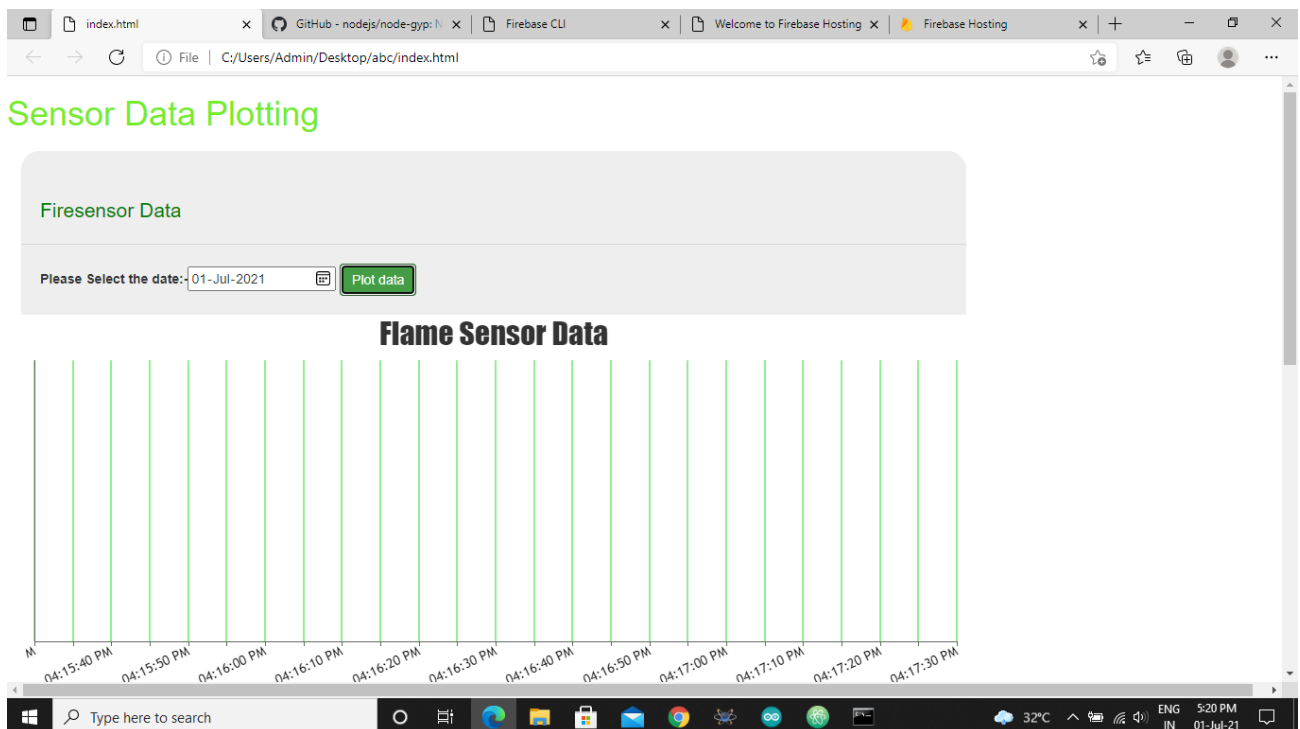 index.html
GitHub - nodejs/node-gyp: N
Firebase CLI
Welcome to Firebase Hosting
Firebase Hosting
File | C:/Users/Admin/Desktop/abc/index.html
Sensor Data Plotting
Firesensor Data
Please Select the date:- 01-Jul-2021 Plot data
Flame Sensor Data
M 04:15:40 PM 04:15:50 PM 04:16:00 PM 04:16:10 PM 04:16:20 PM 04:16:30 PM 04:16:40 PM 04:16:50 PM 04:17:00 PM 04:17:10 PM 04:17:20 PM 04:17:30 PM
Type here to search
32°C
ENG
IN
5:20 PM
01-Jul-21